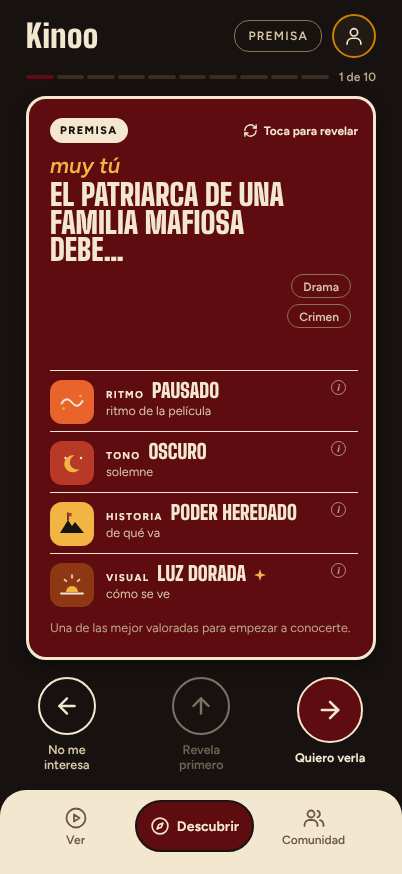 Kinoo
PREMISA
1 de 10
PREMISA
Toca para revelar
muy tú
EL PATRIARCA DE UNA
FAMILIA MAFIOSA
DEBE...
Drama
Crimen
RITMO PAUSADO
i
ritmo de la película
TONO OSCURO
i
solemne
HISTORIA PODER HEREDADO
i
de qué va
VISUAL LUZ DORADA
i
cómo se ve
Una de las mejor valoradas para empezar a conocerte.
No me
interesa
Revela
primero
Quiero verla
Ver
Descubrir
Comunidad